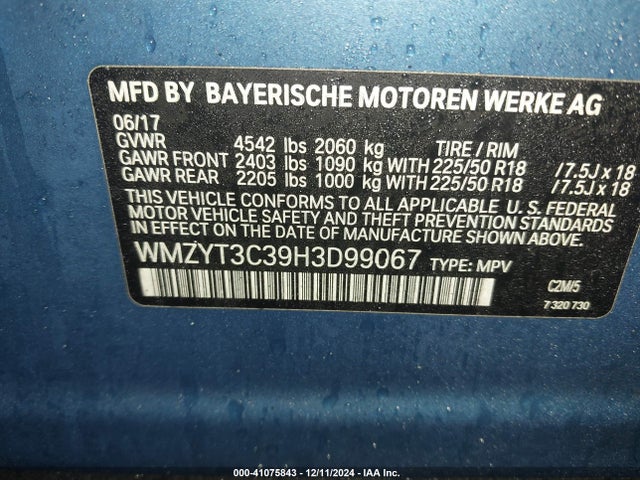 MFD BY BAYERISCHE MOTOREN WERKE AG
06/17
GVWR 4542 lbs 2060 kg TIRE / RIM
GAWR FRONT 2403 lbs 1090 kg WITH 225/50 R18 /7.5J x 18
GAWR REAR 2205 lbs 1000 kg WITH 225/50 R18 /7.5J x 18
THIS VEHICLE CONFORMS TO ALL APPLICABLE U. S. FEDERAL
MOTOR VEHICLE SAFETY AND THEFT PREVENTION STANDARDS
IN EFFECT ON THE DATE OF MANUFACTURE SHOWN ABOVE.
WMZYT3C39H3D99067 TYPE: MPV
CZM/5
7 320 730
000-41075843 - 12/11/2024 - IAA Inc.